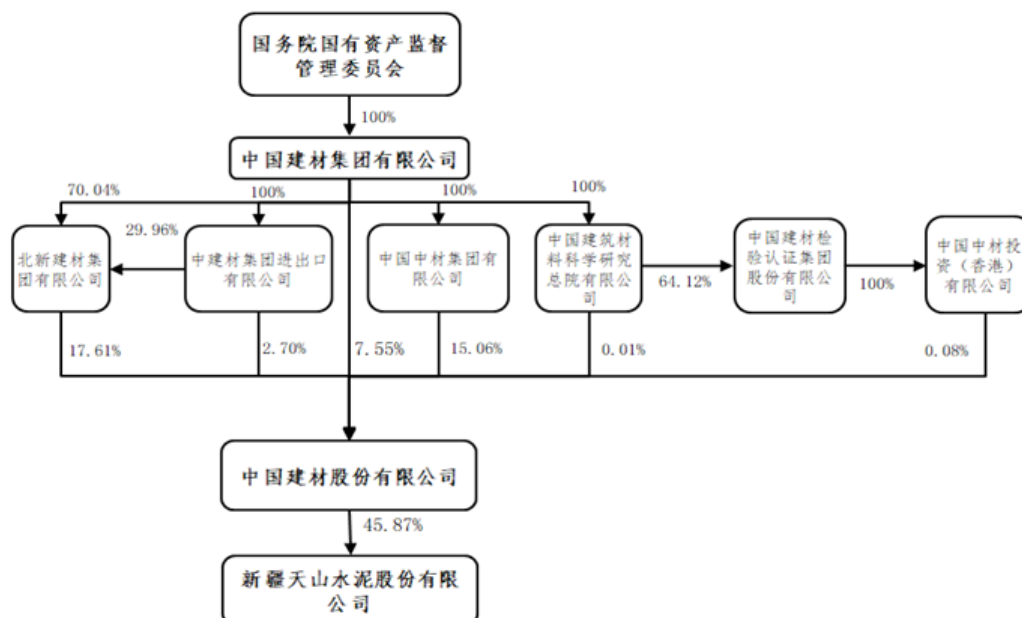 国务院国有资产监督
管理委员会
100%
中国建材集团有限公司
70.04%
100%
100%
100%
北新建材集
团有限公司
29.96%
中建材集团进出口
有限公司
中国中材集团有
限公司
中国建筑材
料科学研究
总院有限公
司
64.12%
中国建材检
验认证集团
股份有限公
司
100%
中国中材投
资（香港）
有限公司
17.61%
2.70%
7.55%
15.06%
0.01%
0.08%
中国建材股份有限公司
45.87%
新疆天山水泥股份有限
公司